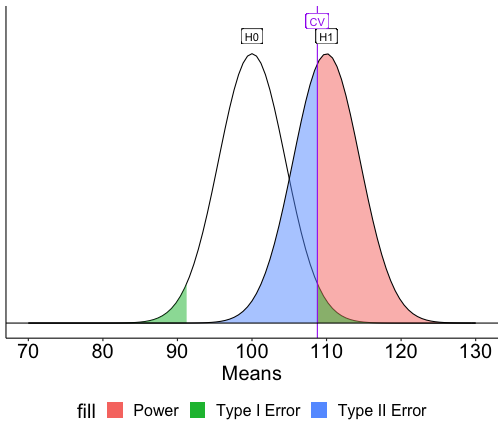 CV
H0 H1
70 80 90 100 110 120 130
Means
fill Power Type I Error Type II Error